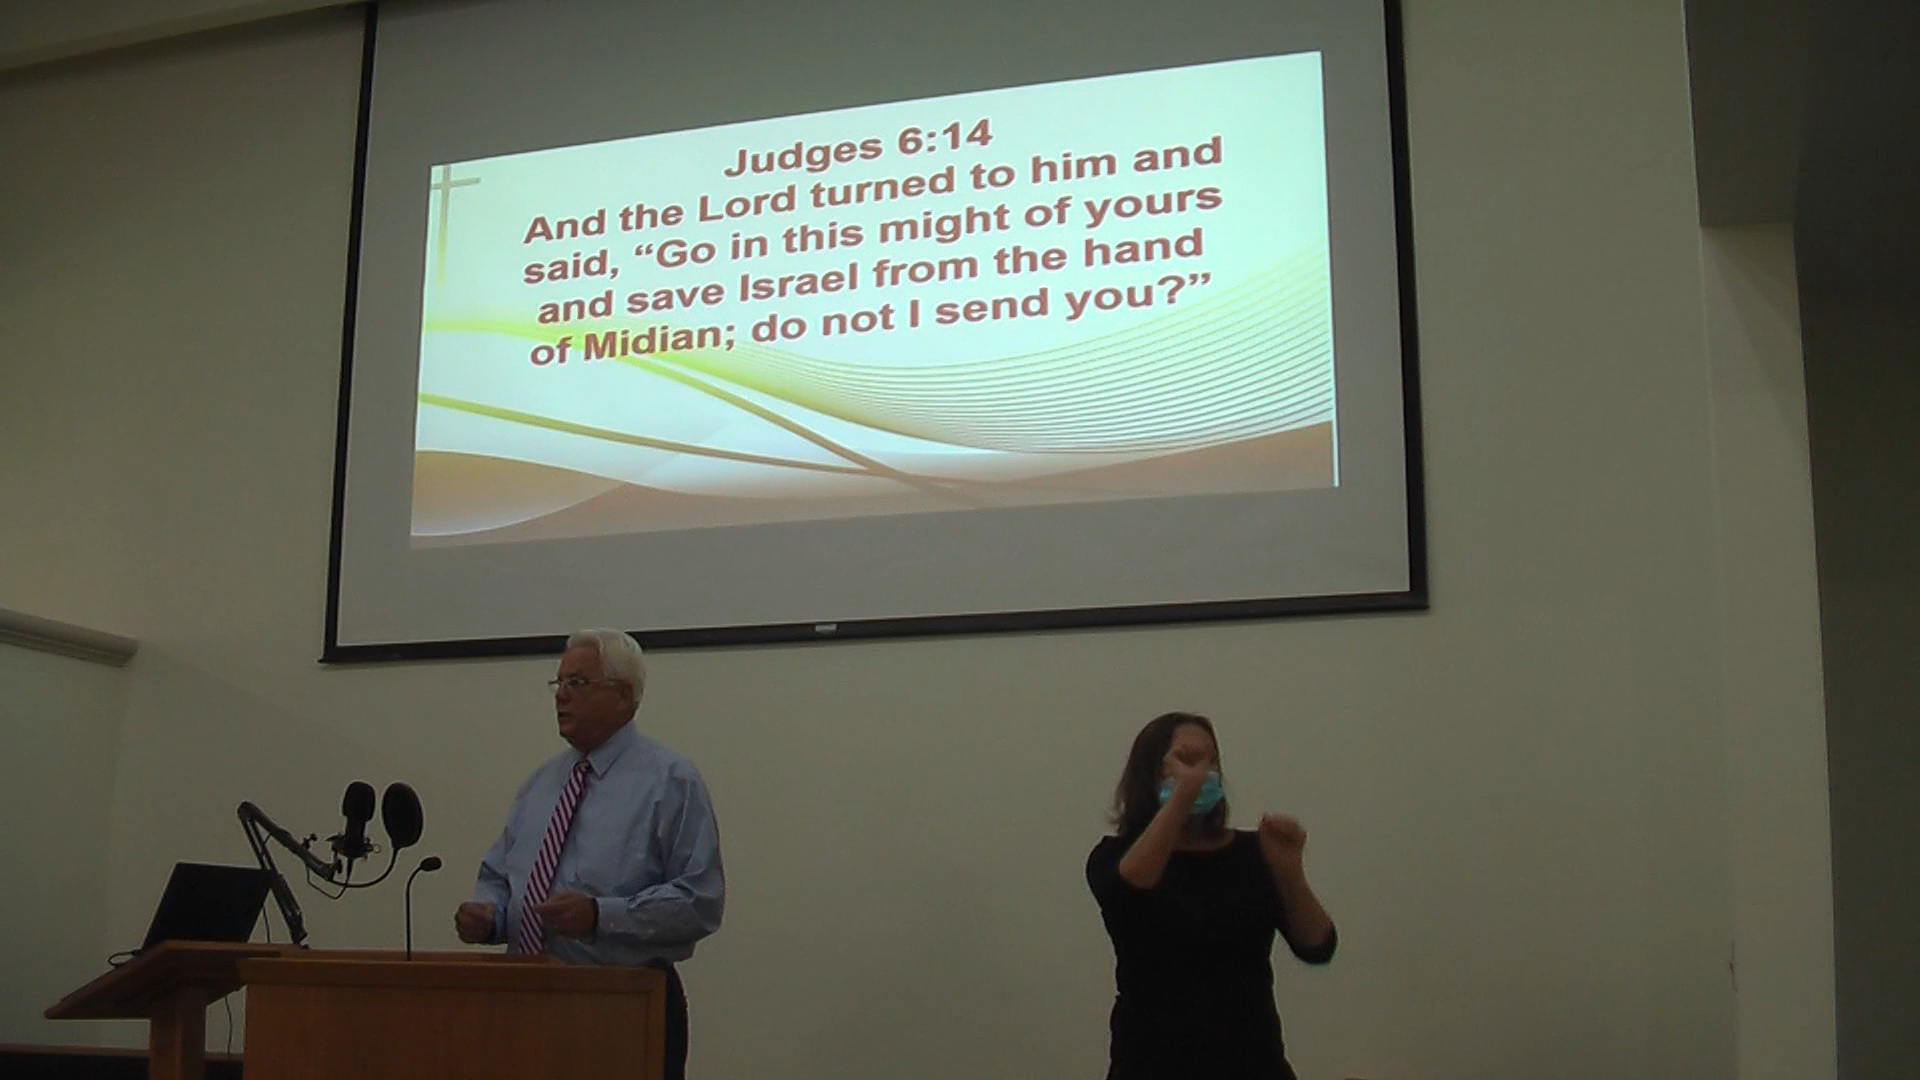 Judges 6:14
And the Lord turned to him and
said, “Go in this might of yours
and save Israel from the hand
of Midian; do not I send you?”